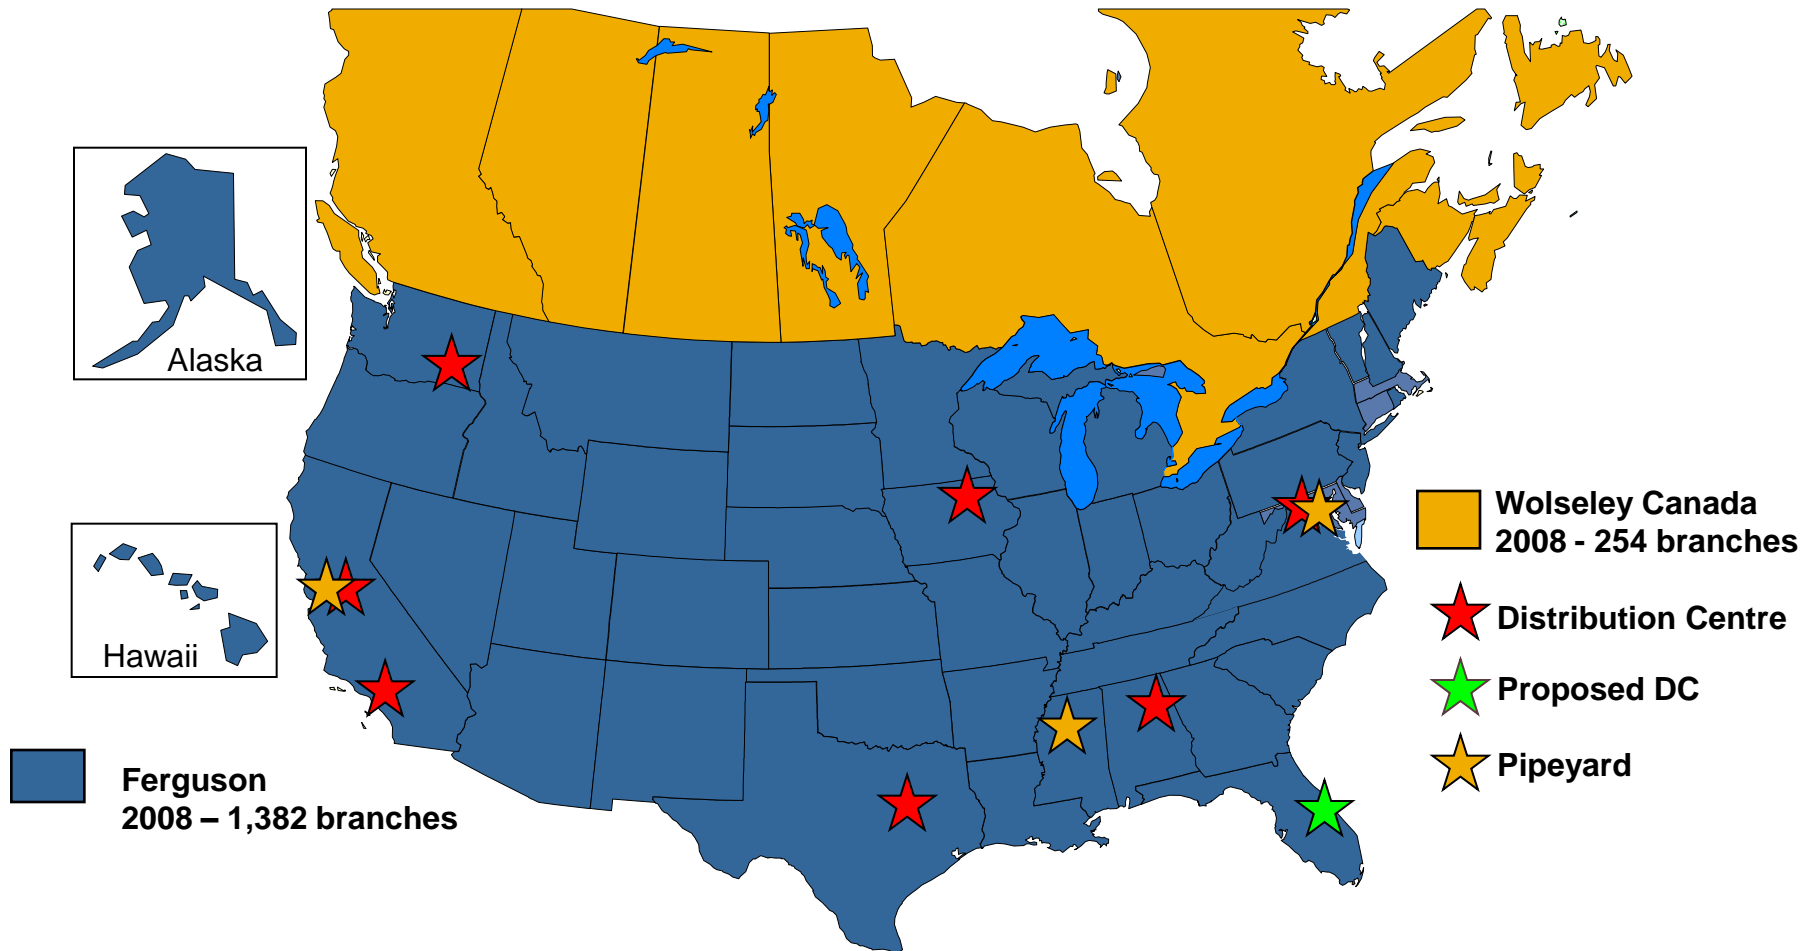 Alaska
Hawaii
Ferguson
2008 – 1,382 branches
Wolseley Canada
2008 - 254 branches
Distribution Centre
Proposed DC
Pipeyard